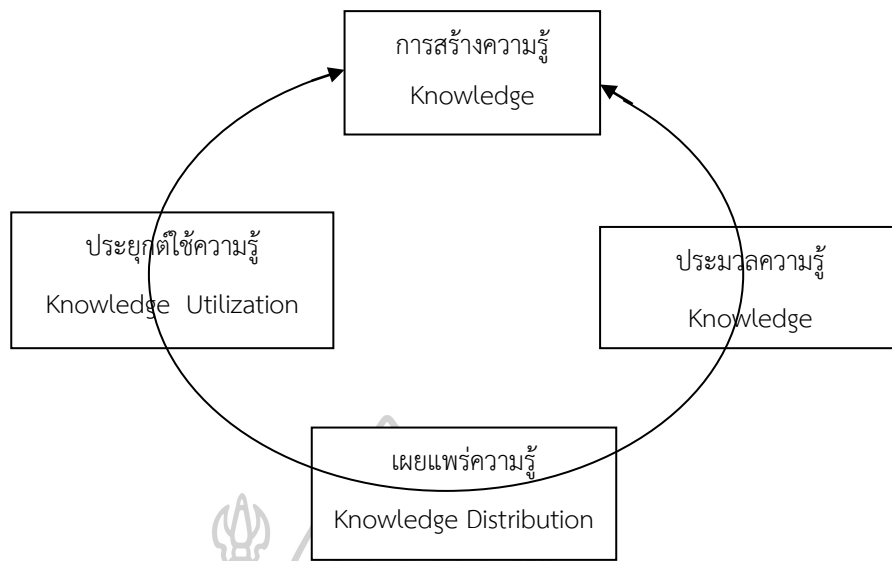 การสร้างความรู้
Knowledge
ประยุกต์ใช้ความรู้
Knowledge Utilization
ประมวลความรู้
Knowledge
เผยแพร่ความรู้
Knowledge Distribution